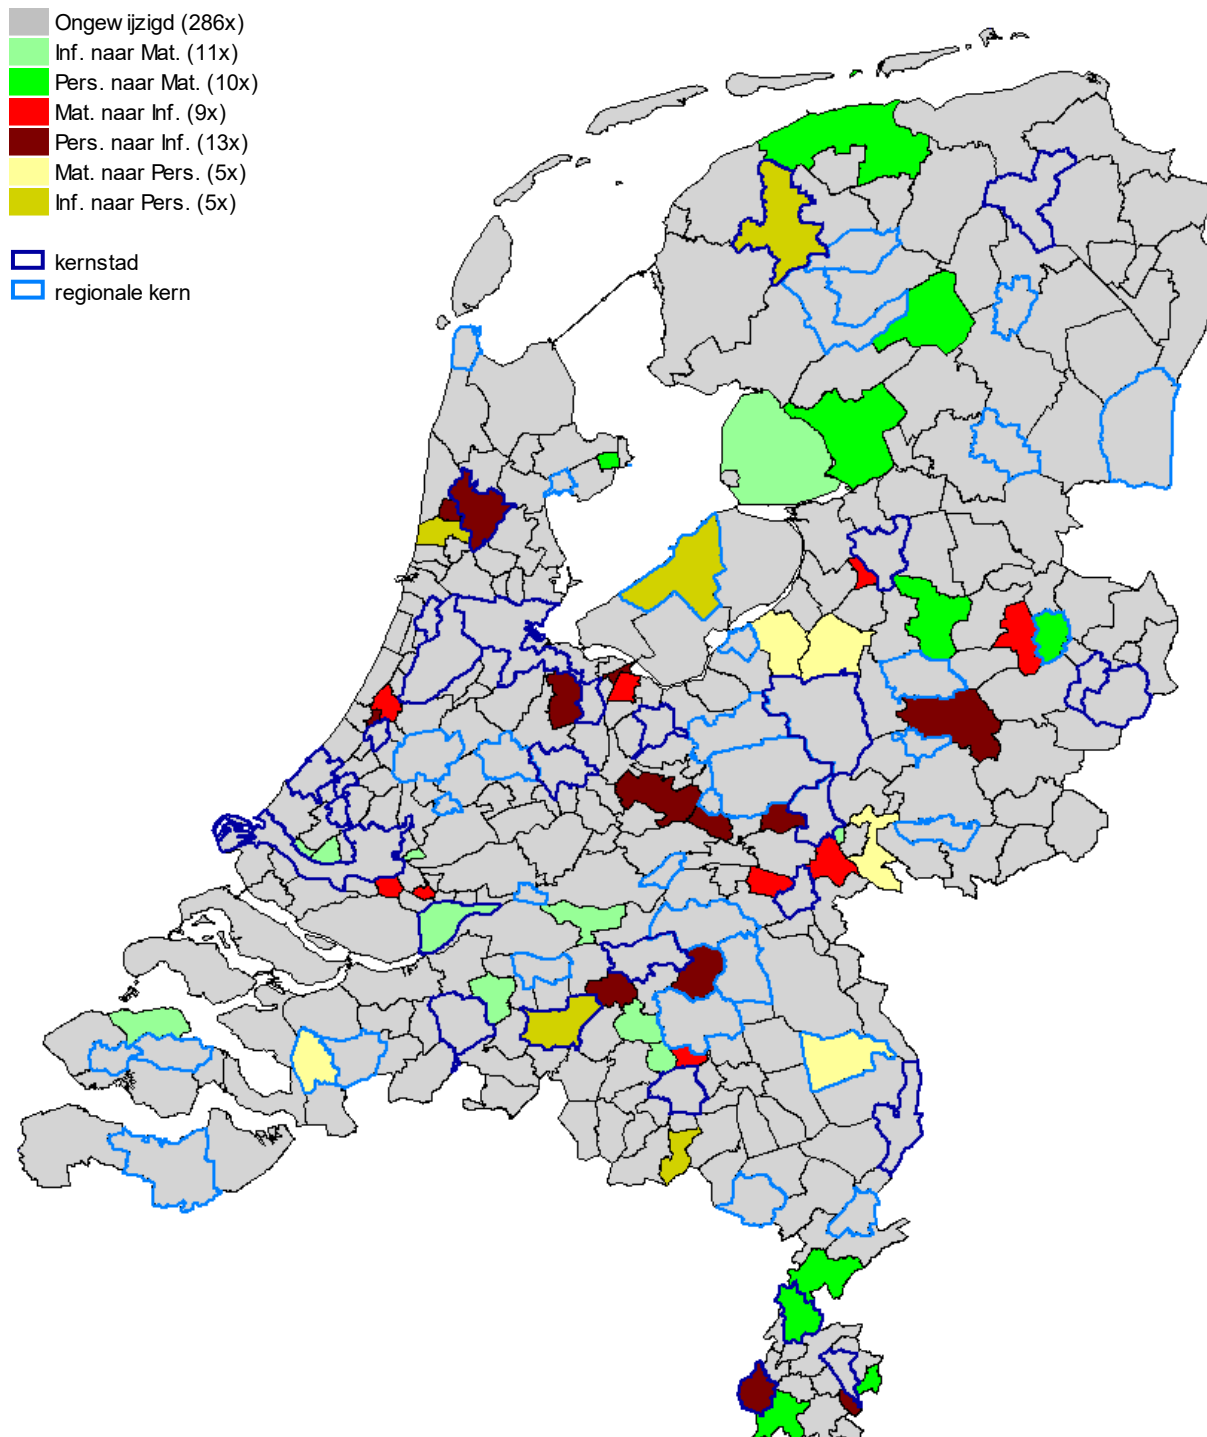 Ongewijzigd (286x)
Inf. naar Mat. (11x)
Pers. naar Mat. (10x)
Mat. naar Inf. (9x)
Pers. naar Inf. (13x)
Mat. naar Pers. (5x)
Inf. naar Pers. (5x)
kernstad
regionale kern